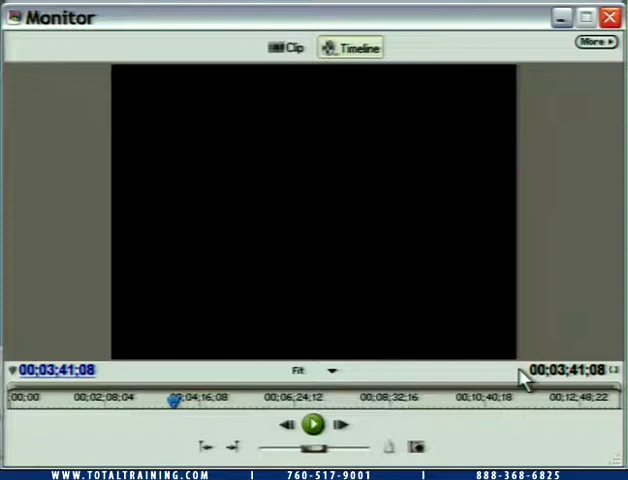 Monitor
Clip Timeline More
00;03;41;08 Fit 00;03;41;08
00;00 00;02;08;04 00;04;16;08 00;06;24;12 00;08;32;16 00;10;40;18 00;12;48;22
WWW.TOTALTRAINING.COM | 760-517-9001 | 888-368-6825